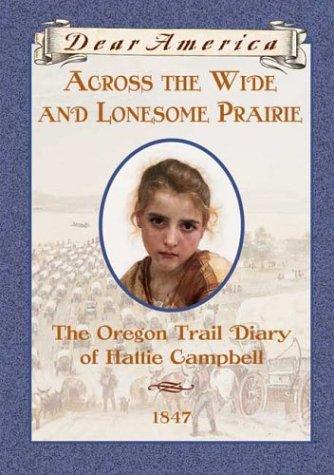 Dear America
ACROSS THE WIDE
AND LONESOME PRAIRIE
The Oregon Trail Diary
of Hattie Campbell
1847